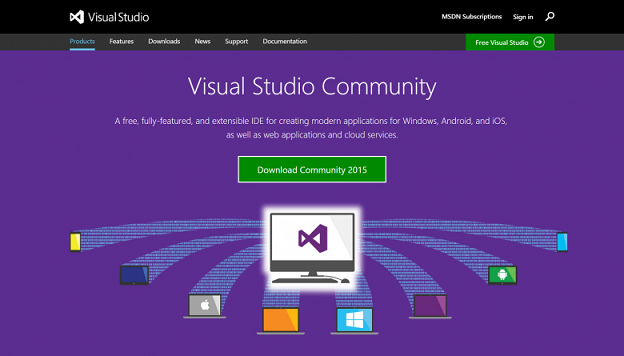 Visual Studio
MSDN Subscriptions Sign in
Products Features Downloads News Support Documentation Free Visual Studio
Visual Studio Community
A free, fully-featured, and extensible IDE for creating modern applications for Windows, Android, and iOS,
as well as web applications and cloud services.
Download Community 2015